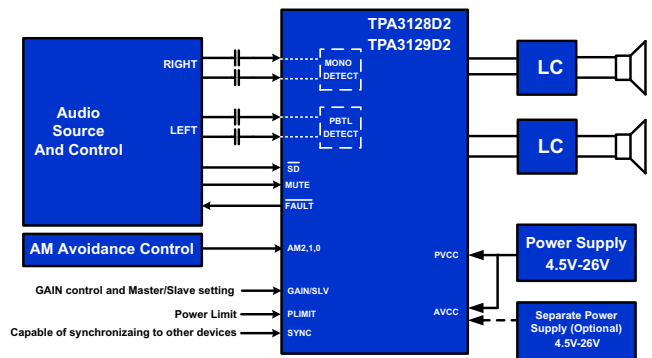 TPA3128D2
TPA3129D2
RIGHT
MONO
DETECT
LC
Audio
Source
And Control
LEFT
PBTL
DETECT
LC
SD
MUTE
FAULT
AM Avoidance Control
AM2,1,0
PVCC
Power Supply
4.5V-26V
GAIN control and Master/Slave setting
GAIN/SLV
Power Limit
PLIMIT
AVCC
Capable of synchronizaing to other devices
SYNC
Separate Power
Supply (Optional)
4.5V-26V